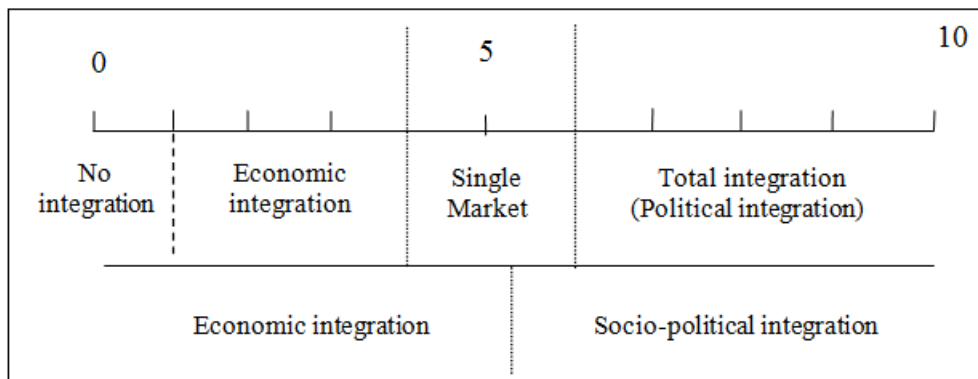 0
5
10
No
integration
Economic
integration
Single
Market
Total integration
(Political integration)
Economic integration
Socio-political integration